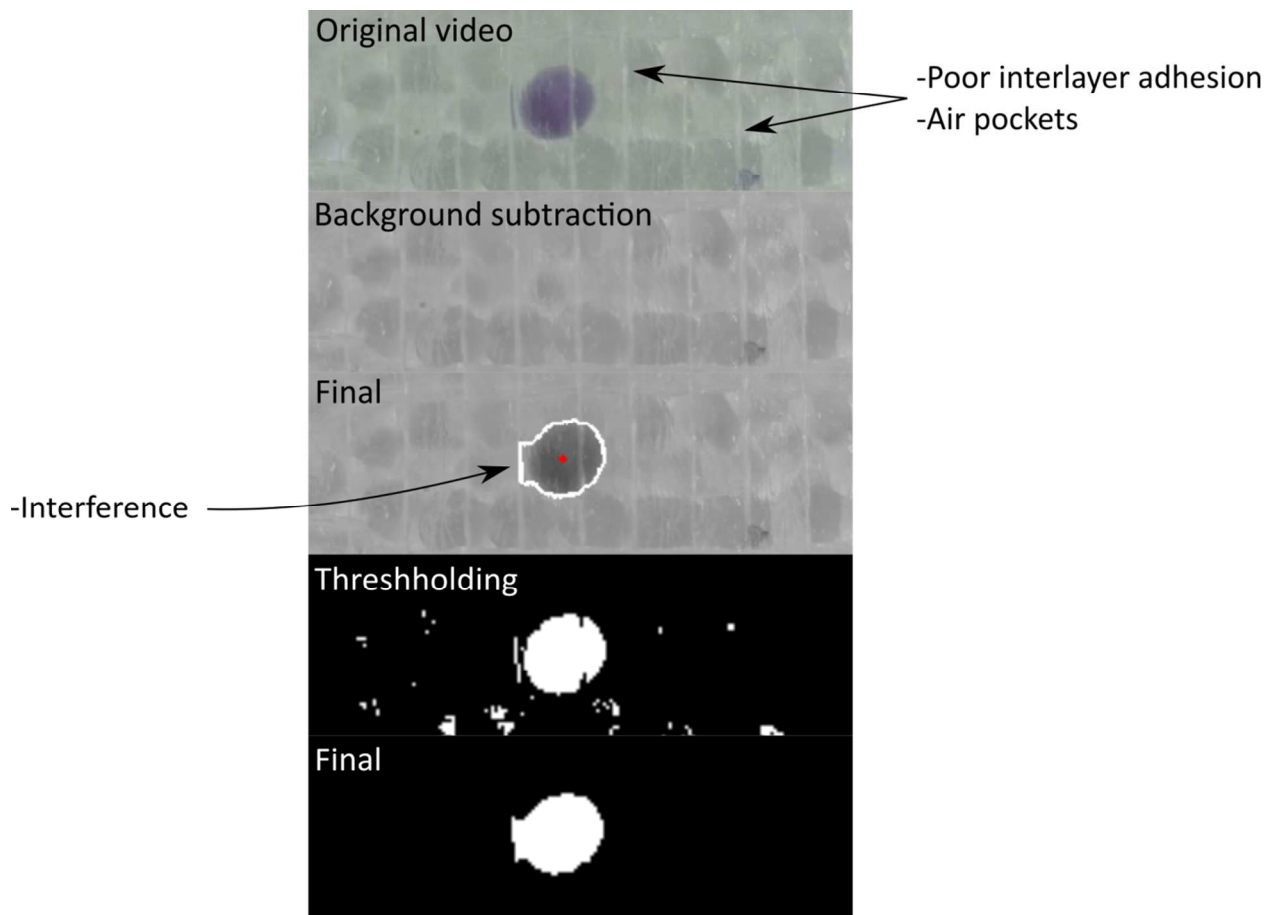 Original video
-Poor interlayer adhesion
-Air pockets
Background subtraction
Final
-Interference
Threshholding
Final